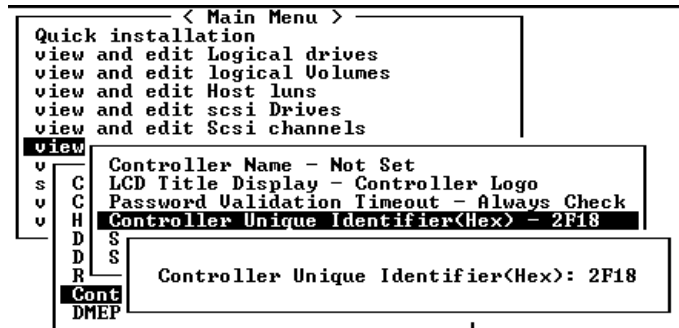 < Main Menu >
Quick installation
view and edit Logical drives
view and edit logical Volumes
view and edit Host luns
view and edit scsi Drives
view and edit Scsi channels
view
v
Controller Name - Not Set
s C LCD Title Display - Controller Logo
v C Password Validation Timeout - Always Check
v H Controller Unique Identifier(Hex) - 2F18
D S
D S
R Controller Unique Identifier(Hex): 2F18
Cont
DMEP